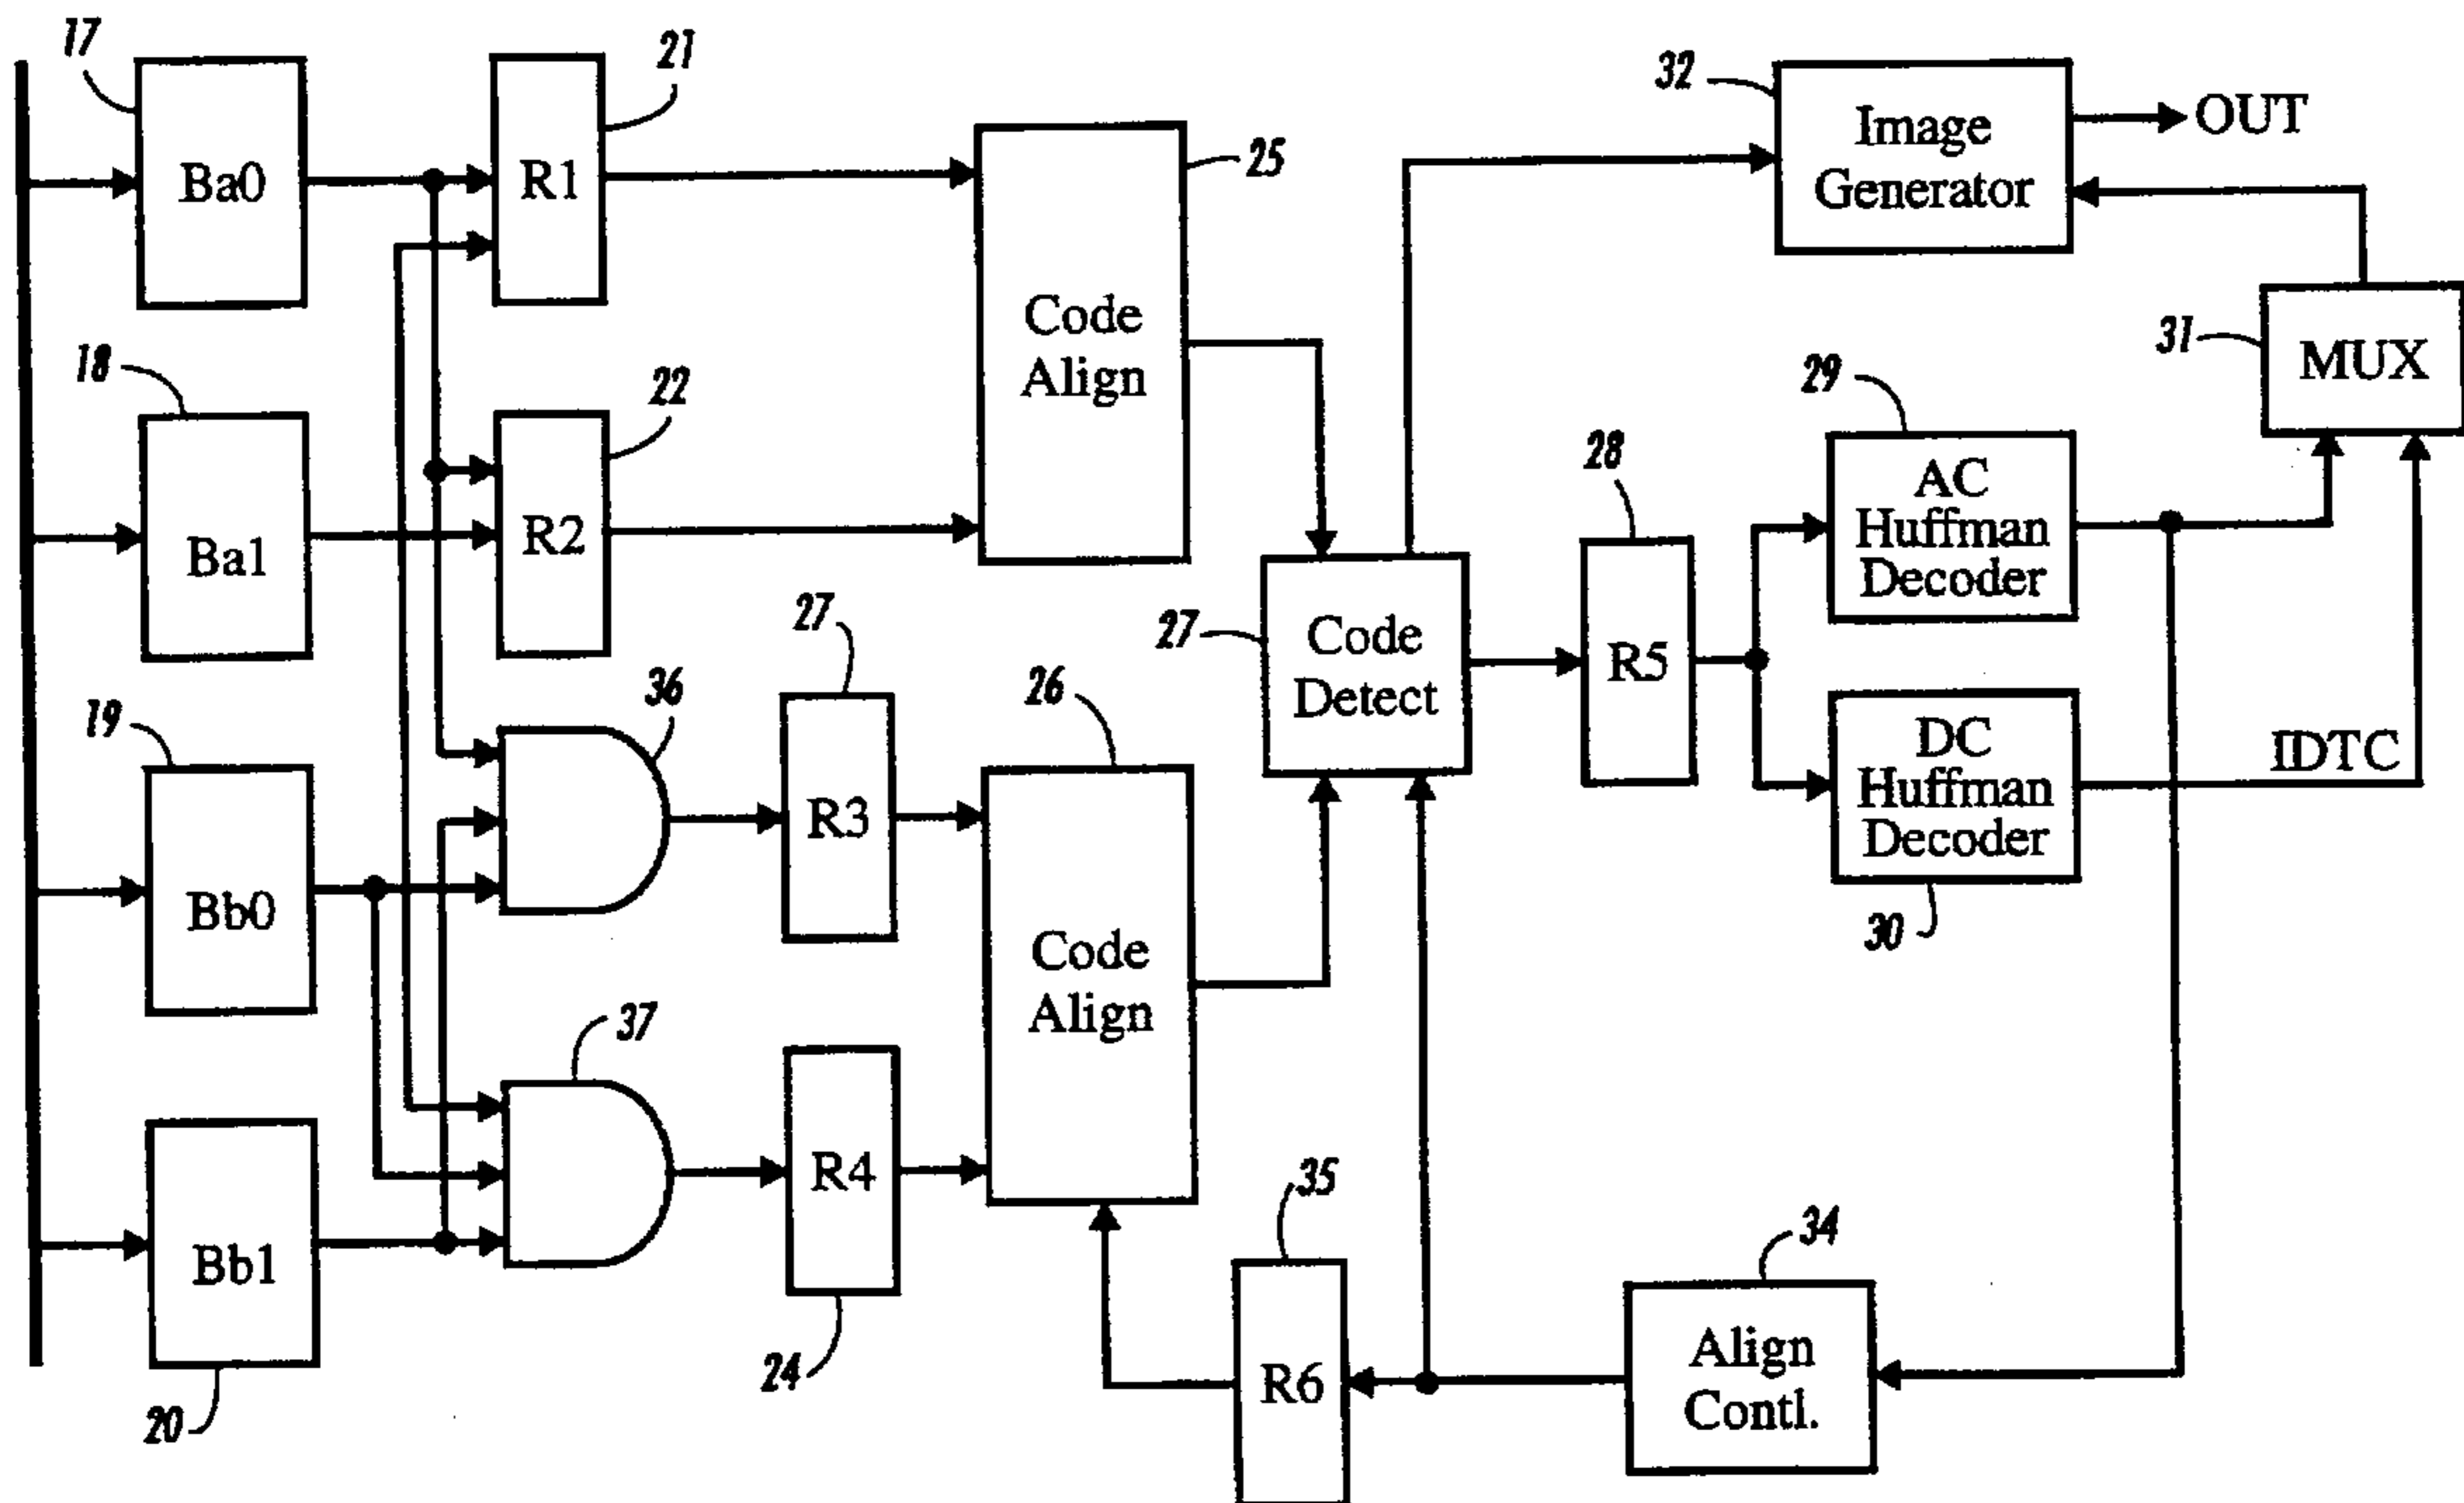 17
21
32
Ba0
R1
Image
Generator
OUT
25
Code
Align
18
22
31
MUX
29
Ba1
R2
28
AC
Huffman
Decoder
27
27
Code
Detect
R5
36
26
19
DC
Huffman
Decoder
IDTC
Bb0
R3
30
Code
Align
37
R4
35
34
Bb1
24
R6
Align
Contl.
20